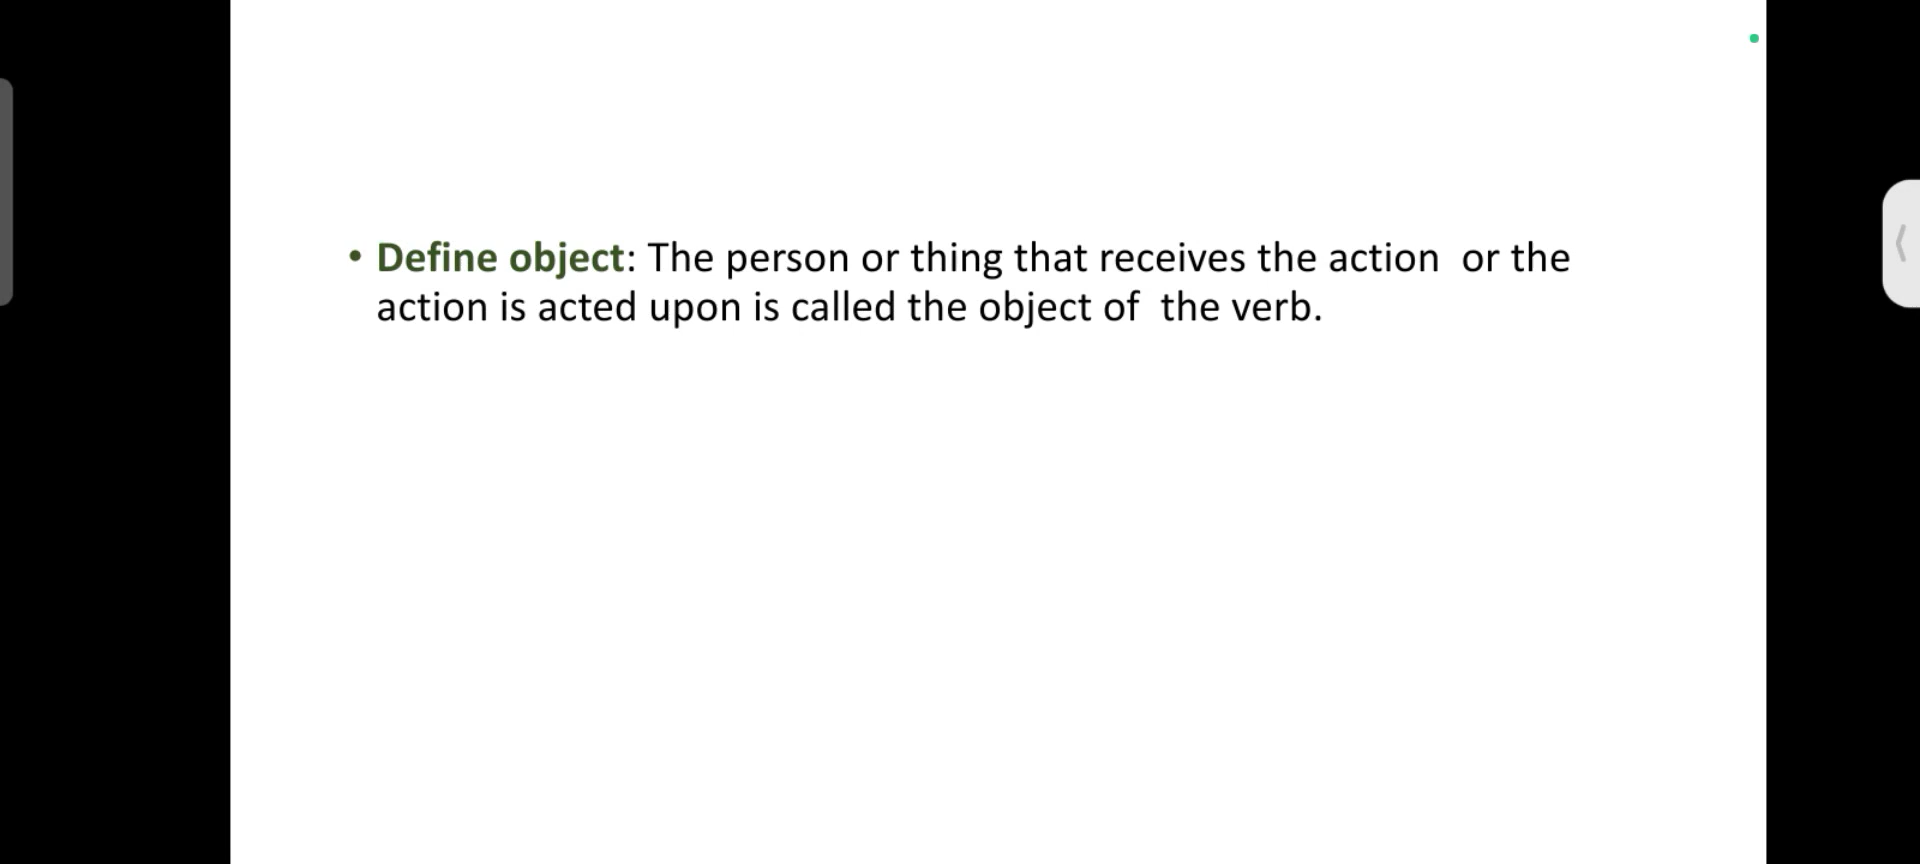 • Define object: The person or thing that receives the action  or the
action is acted upon is called the object of  the verb.